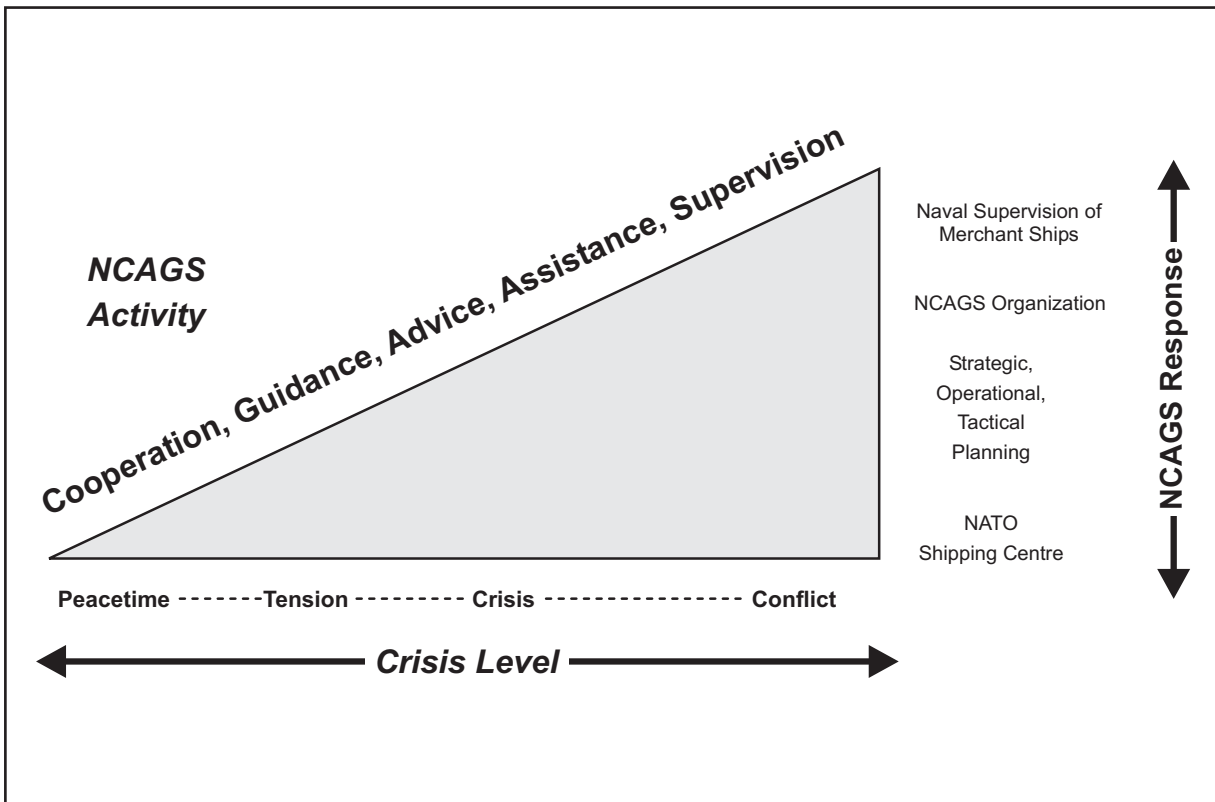 NCAGS
Activity
Cooperation, Guidance, Advice, Assistance, Supervision
Naval Supervision of
Merchant Ships
NCAGS Organization
Strategic,
Operational,
Tactical
Planning
NATO
Shipping Centre
NCAGS Response
Peacetime ------- Tension --------- Crisis -------------- Conflict
Crisis Level